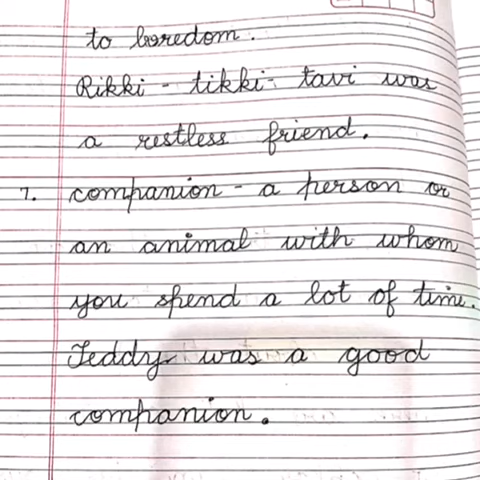 to boredom.
Rikki - tikki- tavi was
a restless friend.
7. companion - a person or
an animal with whom
you spend a lot of time.
Teddy was a good
companion.